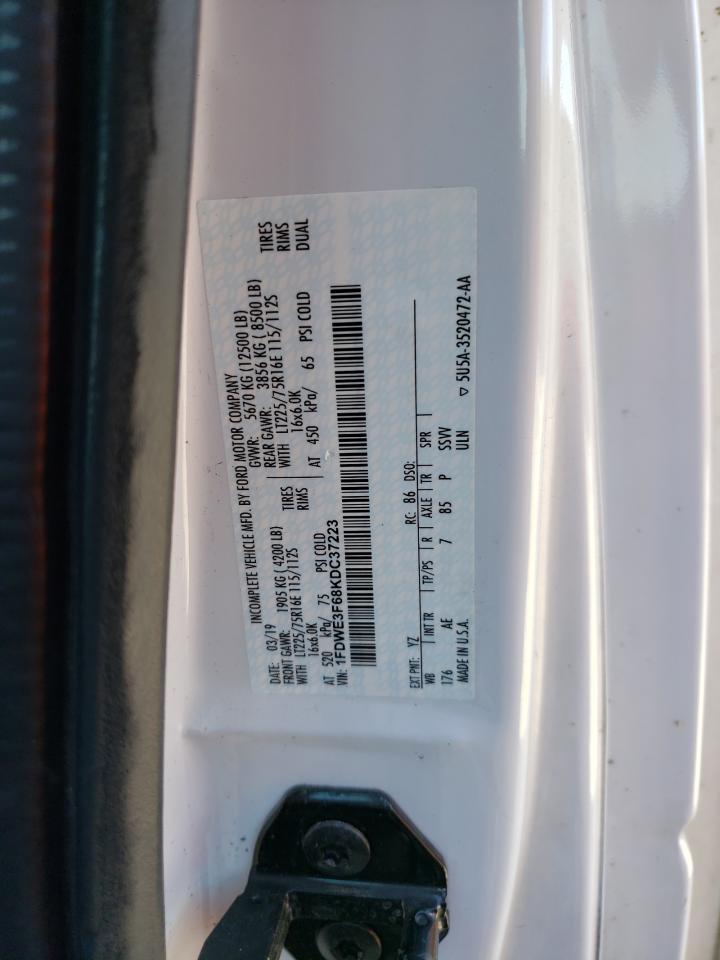 INCOMPLETE VEHICLE MFD. BY FORD MOTOR COMPANY
DATE: 03/19 GVWR: 5670 KG (12500 LB)
FRONT GAWR: 1905 KG ( 4200 LB) REAR GAWR: 3856 KG ( 8500 LB)
WITH LT225/75R16E 115/112S TIRES WITH LT225/75R16E 115/112S TIRES
16x6.0K RIMS 16x6.0K RIMS
AT 520 kPa/ 75 PSI COLD AT 450 kPa/ 65 PSI COLD DUAL
VIN: 1FDWE3F68KDC37223
EXT PNT: YZ RC: 86 DSO:
WB INT TR TP/PS R AXLE TR SPR
176 AE 7 85 P SSVV
MADE IN U.S.A. ULN
▽ 5U5A-3520472-AA